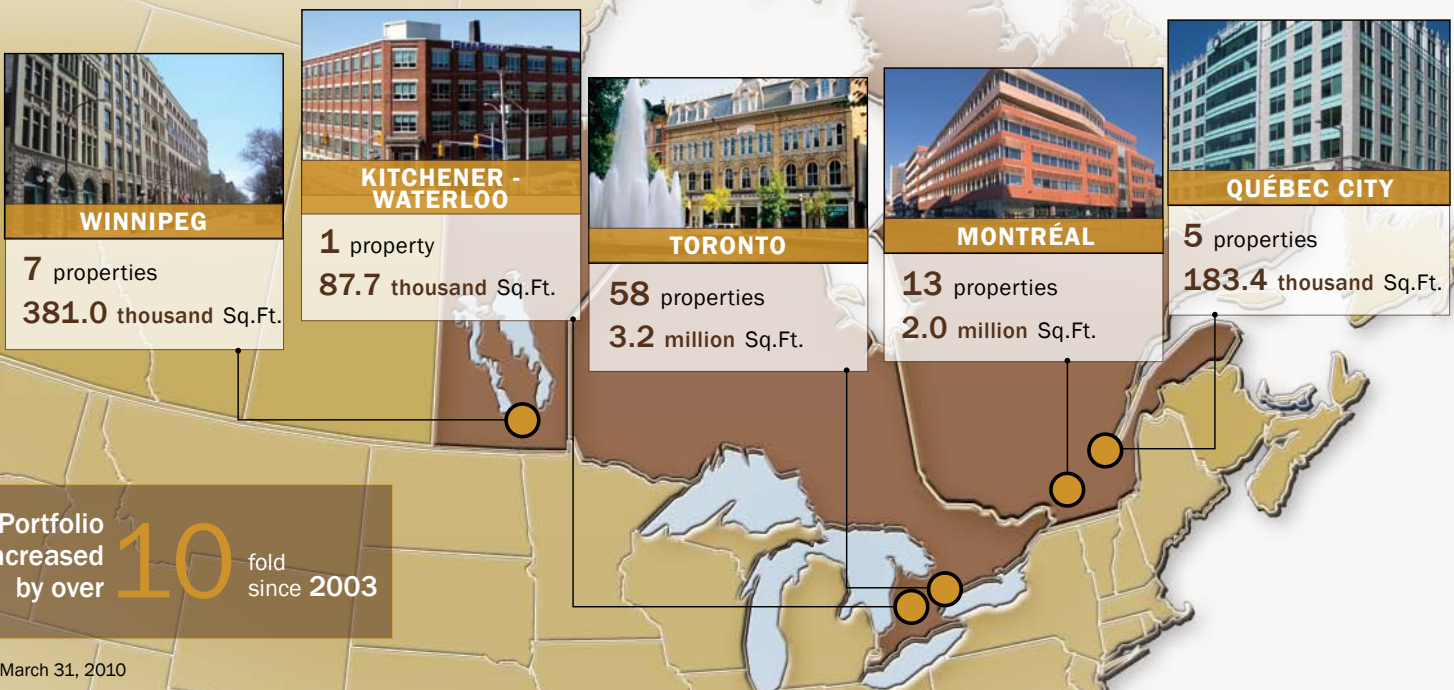 WINNIPEG
7 properties
381.0 thousand Sq.Ft.
KITCHENER -
WATERLOO
1 property
87.7 thousand Sq.Ft.
TORONTO
58 properties
3.2 million Sq.Ft.
MONTRÉAL
13 properties
2.0 million Sq.Ft.
QUÉBEC CITY
5 properties
183.4 thousand Sq.Ft.
Portfolio
ncreased
by over
10
fold
since 2003
March 31, 2010